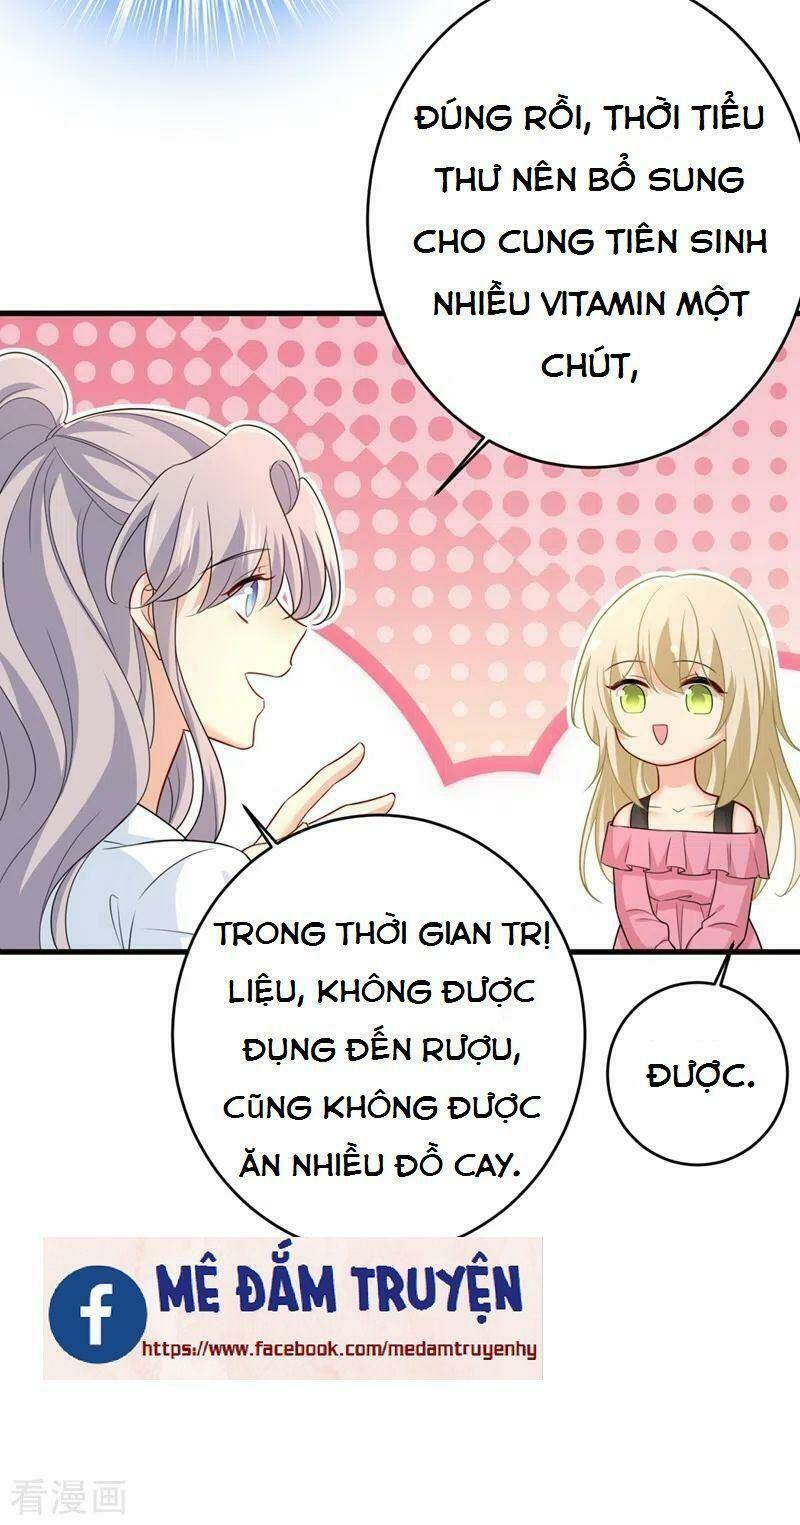 ĐÚNG RỒI, THỜI TIỂU
THƯ NÊN BỔ SUNG
CHO CUNG TIÊN SINH
NHIỀU VITAMIN MỘT
CHÚT,
TRONG THỜI GIAN TRỊ
LIỆU, KHÔNG ĐƯỢC
ĐỤNG ĐẾN RƯỢU,
CŨNG KHÔNG ĐƯỢC
ĂN NHIỀU ĐỒ CAY.
ĐƯỢC.
MÊ ĐẮM TRUYỆN
https://www.facebook.com/medamtruyenhy
看漫画